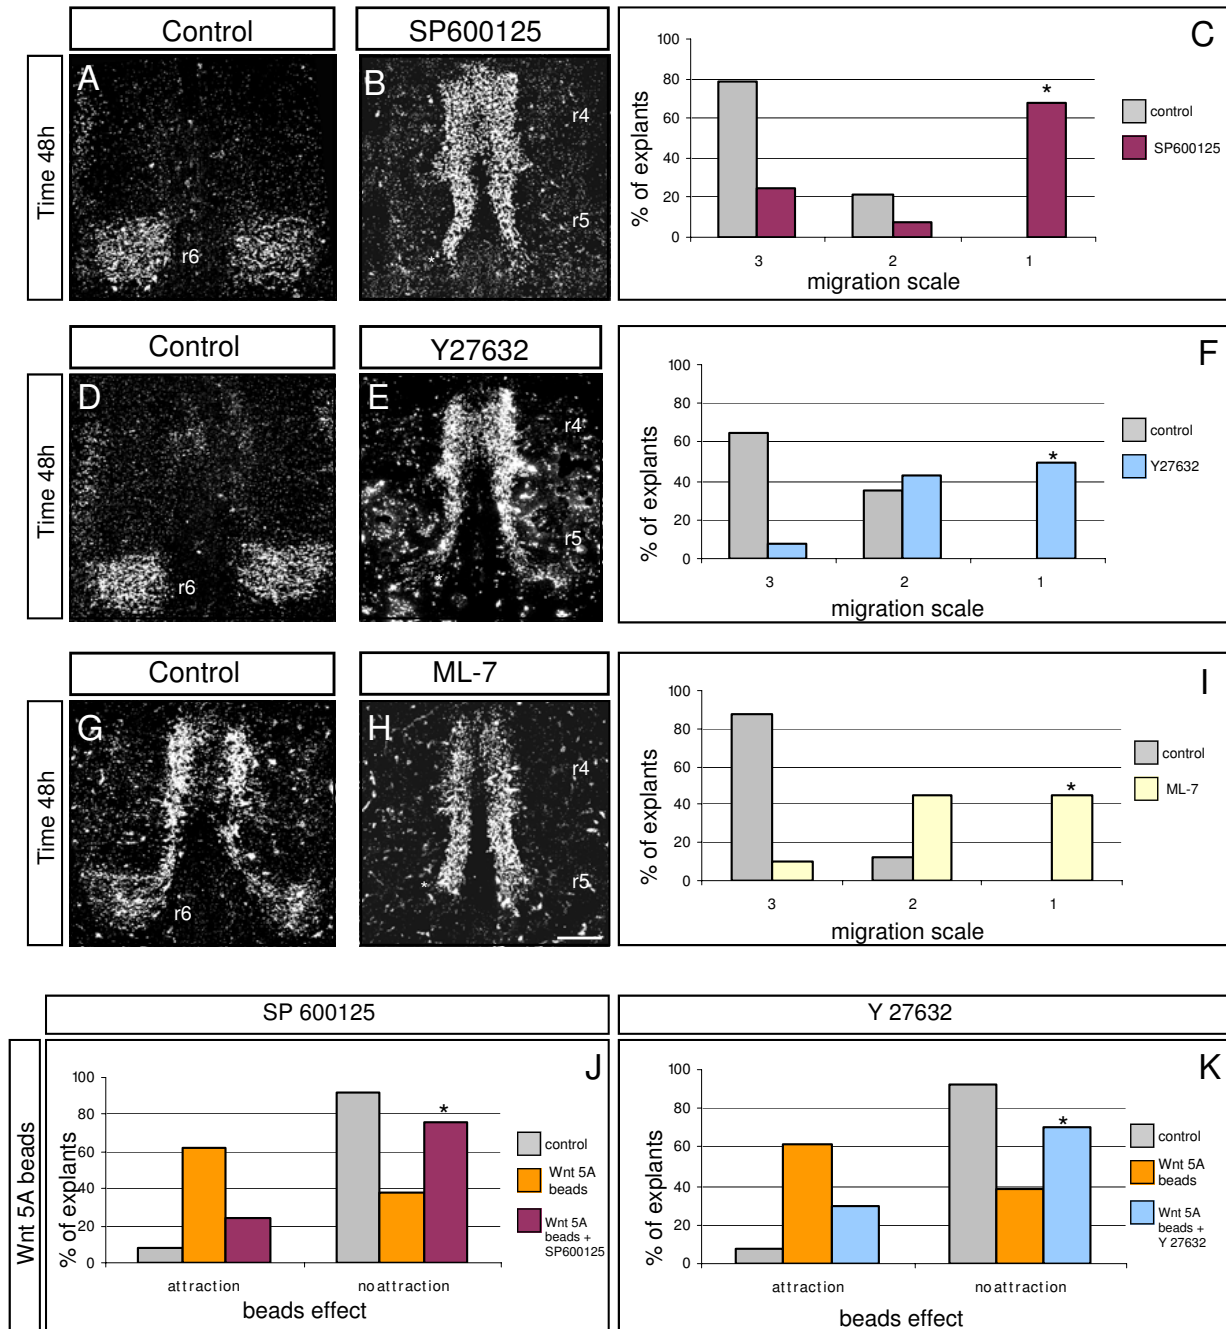 Control
SP600125
Time 48h
A
r6
B
r4
r5
*
C
100
80
60
40
20
0
% of explants
*
3
2
1
migration scale
control
SP600125
Control
Y27632
Time 48h
D
r6
E
r4
r5
*
F
100
80
60
40
20
0
% of explants
*
3
2
1
migration scale
control
Y27632
Control
ML-7
Time 48h
G
r6
H
r4
r5
*
I
100
80
60
40
20
0
% of explants
*
3
2
1
migration scale
control
ML-7
SP 600125
Y 27632
Wnt 5A beads
J
100
80
60
40
20
0
% of explants
*
attraction
no attraction
beads effect
control
Wnt 5A
beads
Wnt 5A
beads +
SP600125
K
100
80
60
40
20
0
% of explants
*
attraction
no attraction
beads effect
control
Wnt 5A
beads
Wnt 5A
beads +
Y 27632